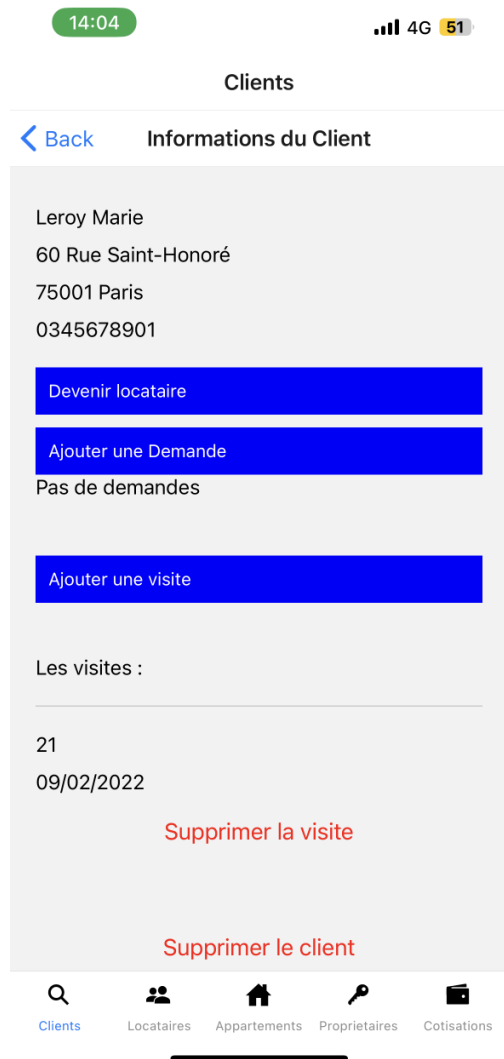 14:04
4G 51
Clients
Back Informations du Client
Leroy Marie
60 Rue Saint-Honoré
75001 Paris
0345678901
Devenir locataire
Ajouter une Demande
Pas de demandes
Ajouter une visite
Les visites :
21
09/02/2022
Supprimer la visite
Supprimer le client
Clients Locataires Appartements Proprietaires Cotisations